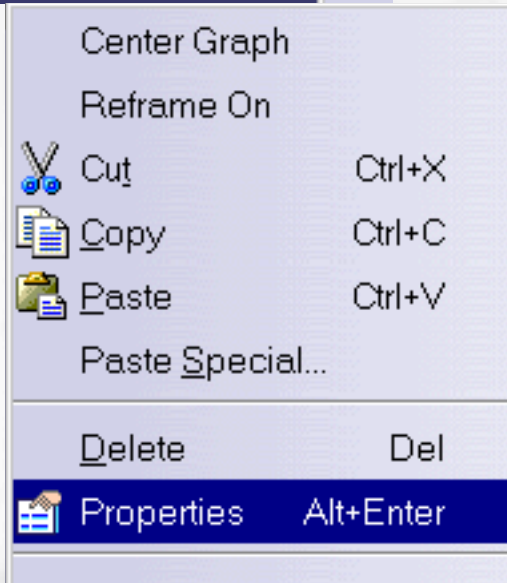 Center Graph
Reframe On
Cut Ctrl+X
Copy Ctrl+C
Paste Ctrl+V
Paste Special...
Delete Del
Properties Alt+Enter